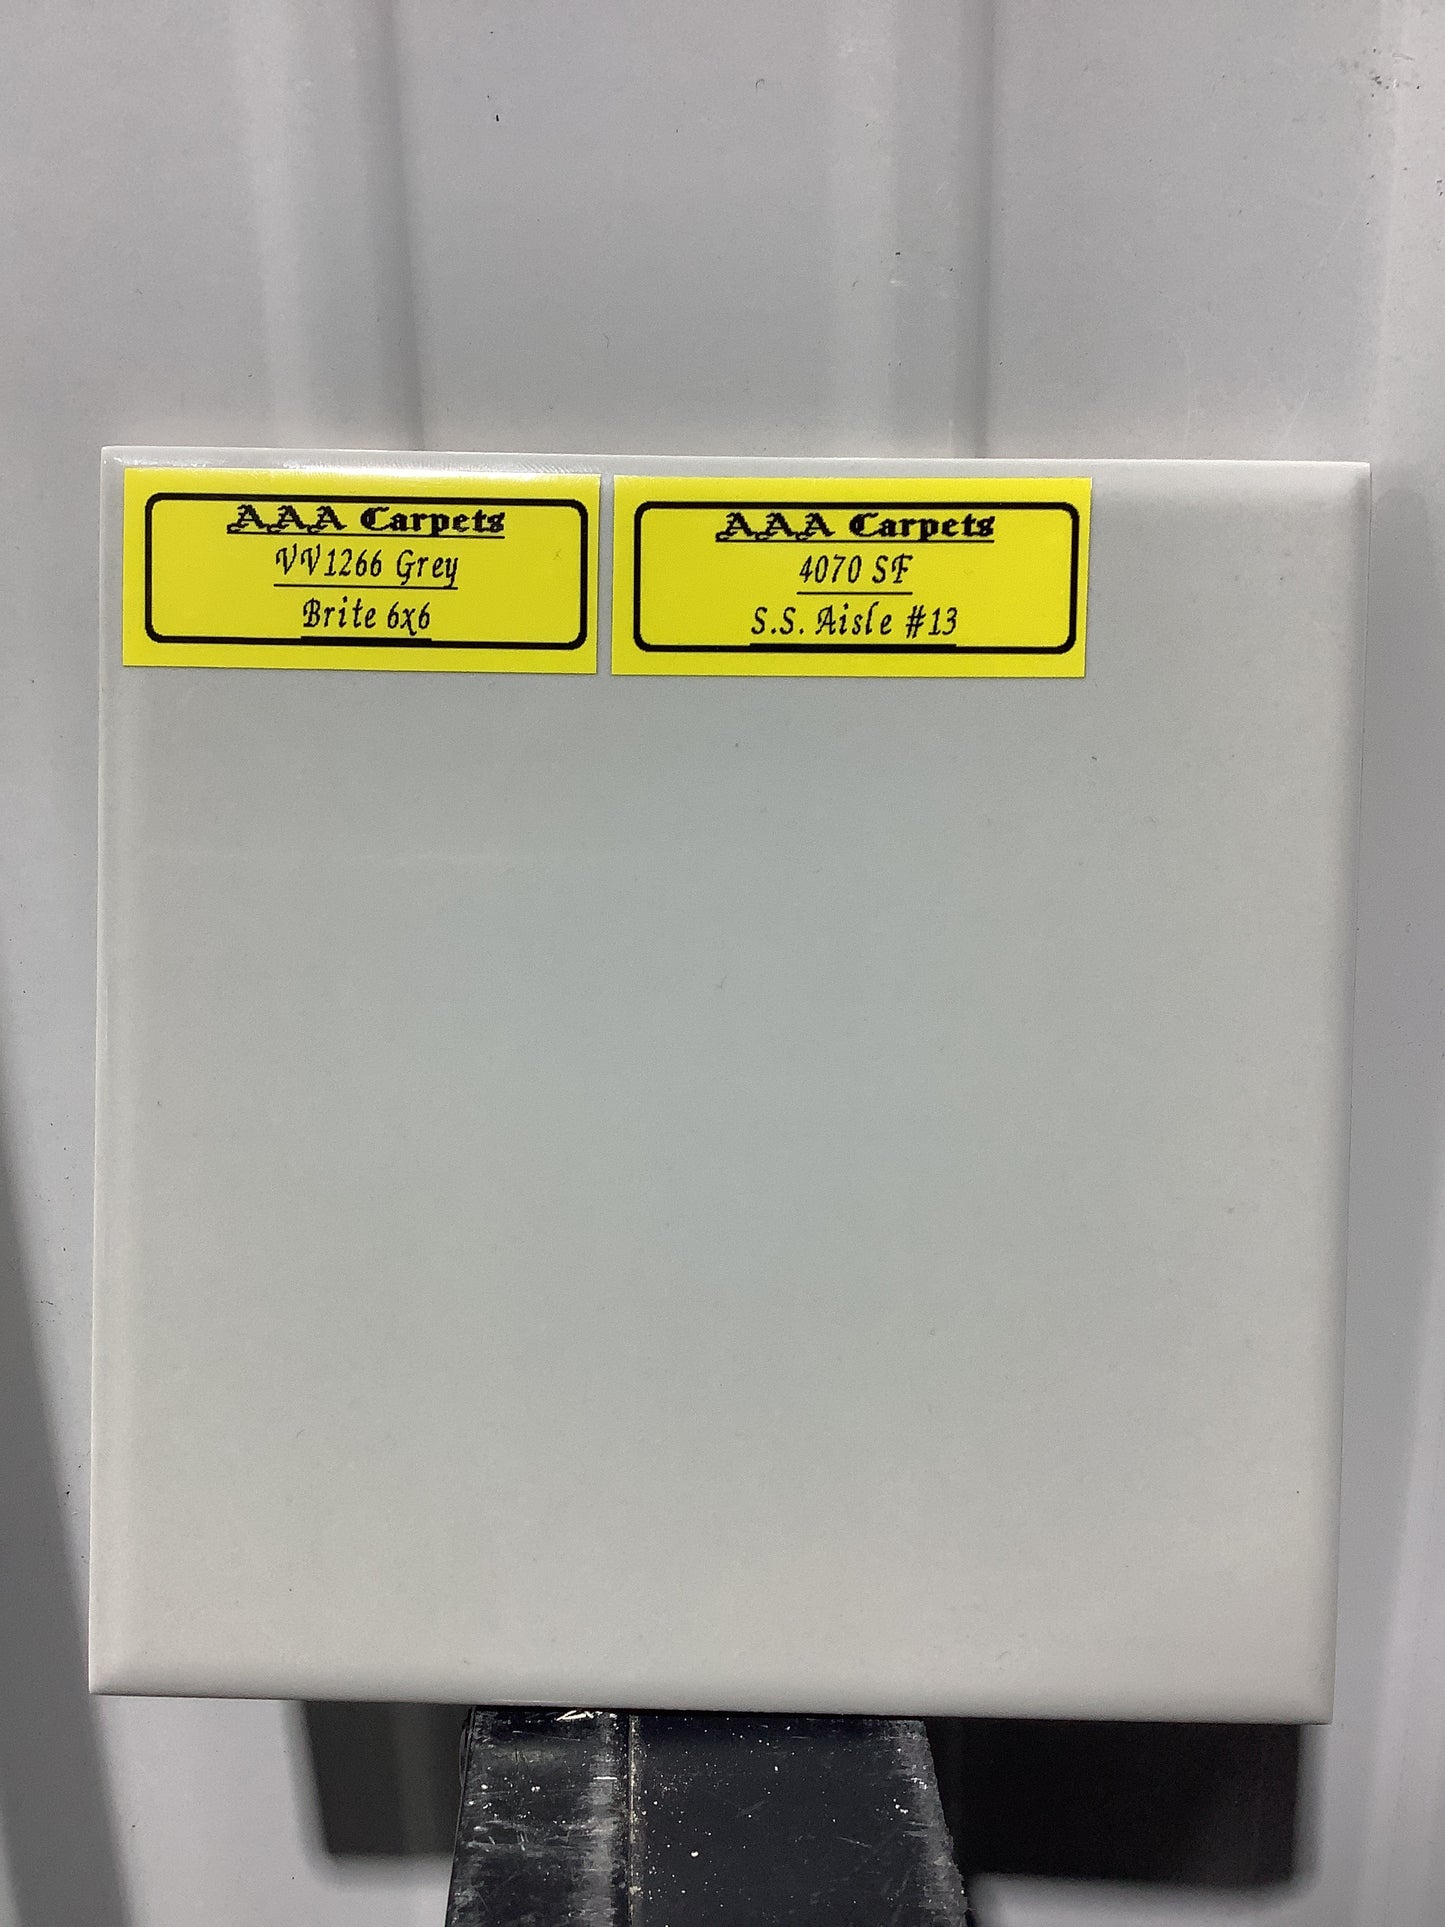 AAA Carpets
VV1266 Grey
Brite 6x6
AAA Carpets
4070 SF
S.S. Aisle #13